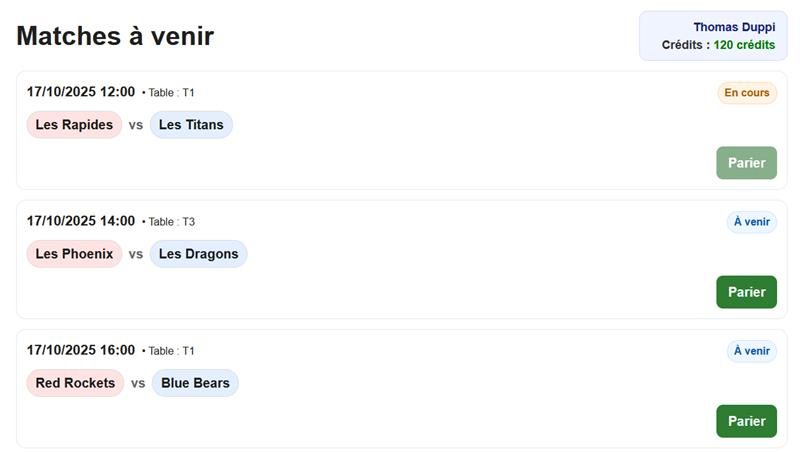 Matches à venir
Thomas Duppi
Crédits : 120 crédits
17/10/2025 12:00 • Table : T1
En cours
Les Rapides vs Les Titans
Parier
17/10/2025 14:00 • Table : T3
À venir
Les Phoenix vs Les Dragons
Parier
17/10/2025 16:00 • Table : T1
À venir
Red Rockets vs Blue Bears
Parier